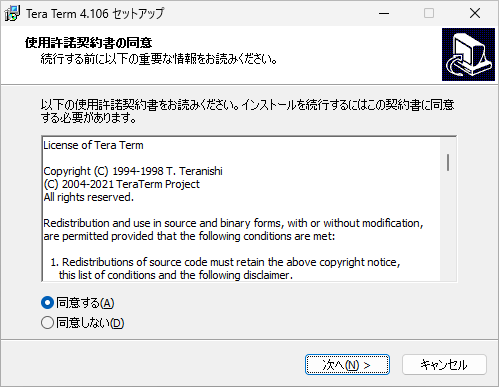 Tera Term 4.106 セットアップ
使用許諾契約書の同意
続行する前に以下の重要な情報をお読みください。
以下の使用許諾契約書をお読みください。インストールを続行するにはこの契約書に同意
する必要があります。
License of Tera Term
Copyright (C) 1994-1998 T. Teranishi
(C) 2004-2021 TeraTerm Project
All rights reserved.
Redistribution and use in source and binary forms, with or without modification,
are permitted provided that the following conditions are met:
1. Redistributions of source code must retain the above copyright notice,
this list of conditions and the following disclaimer.
同意する(A)
同意しない(D)
次へ(N) >
キャンセル